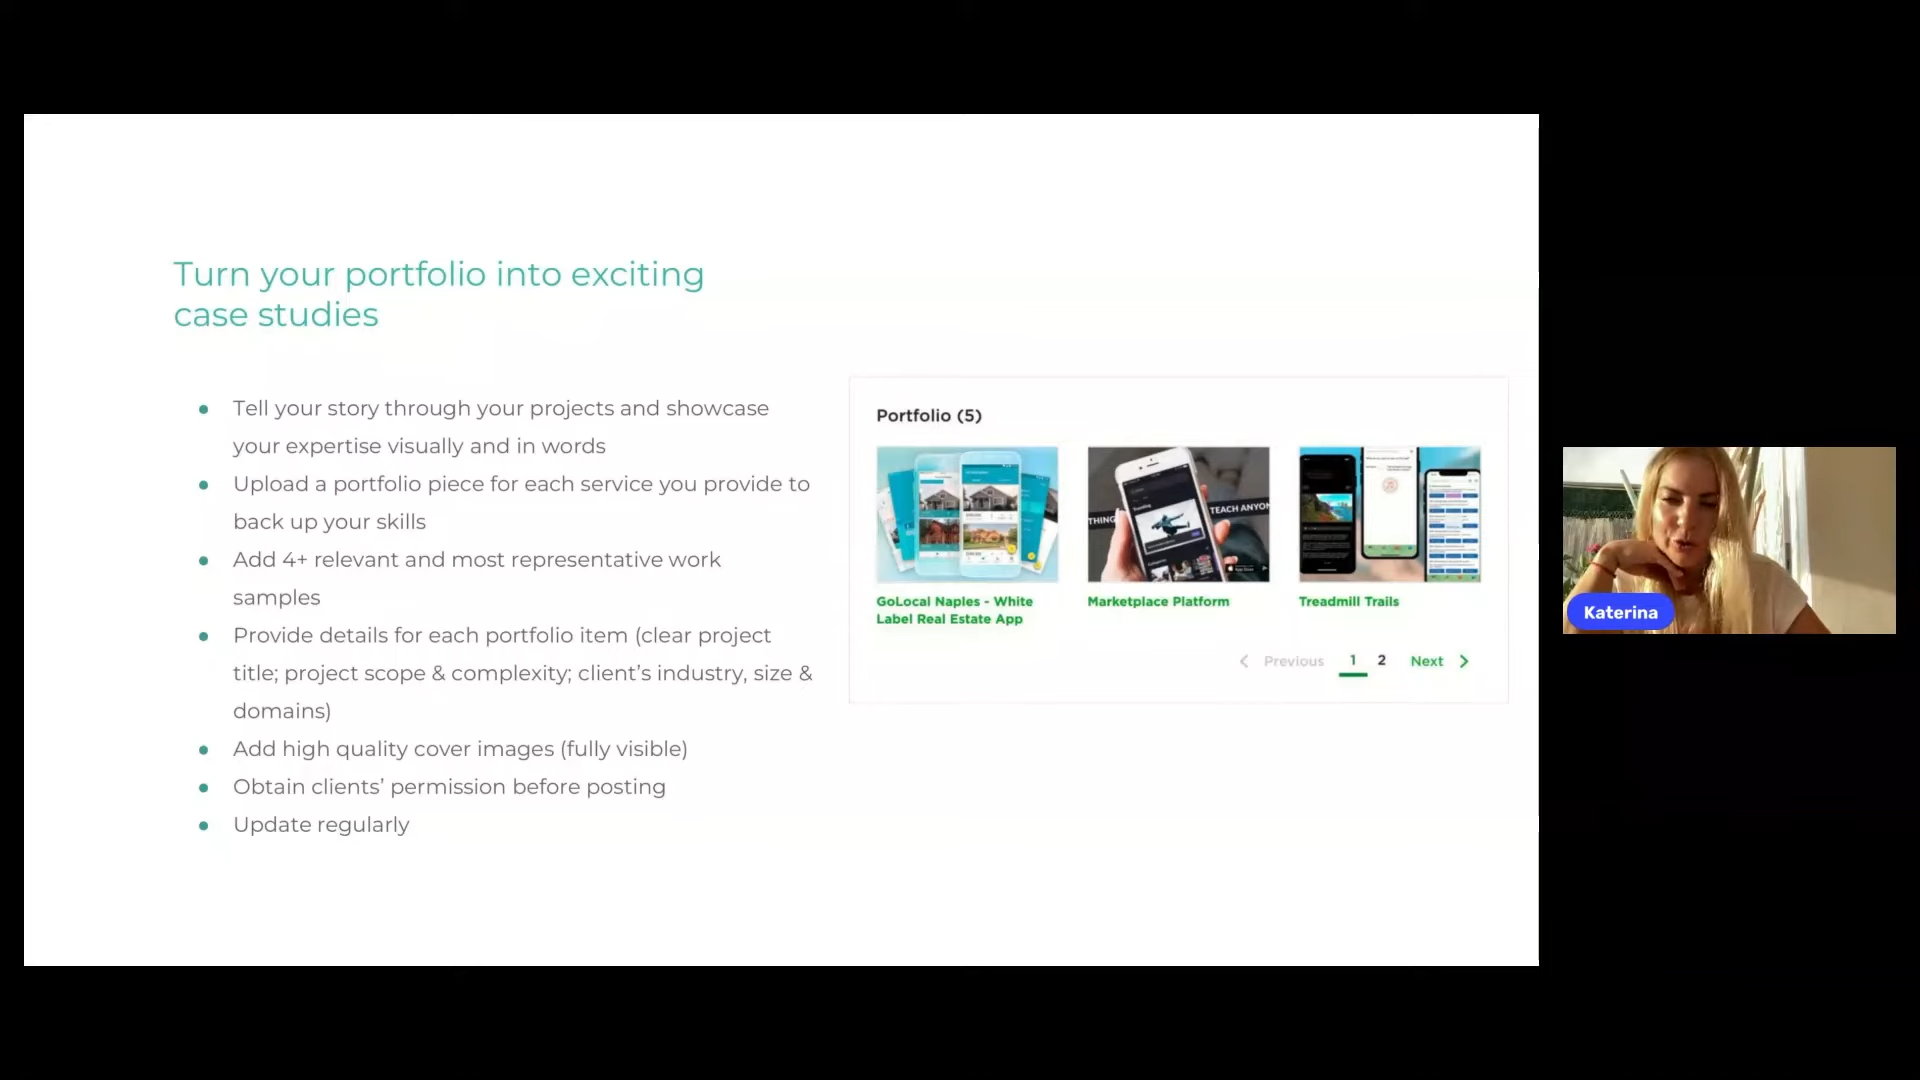 Turn your portfolio into exciting
case studies
● Tell your story through your projects and showcase
your expertise visually and in words
● Upload a portfolio piece for each service you provide to
back up your skills
● Add 4+ relevant and most representative work
samples
● Provide details for each portfolio item (clear project
title; project scope & complexity; client’s industry, size &
domains)
● Add high quality cover images (fully visible)
● Obtain clients’ permission before posting
● Update regularly
Portfolio (5)
THING
TEACH ANYON
GoLocal Naples - White
Label Real Estate App
Marketplace Platform
Treadmill Trails
Previous 1 2 Next
Katerina